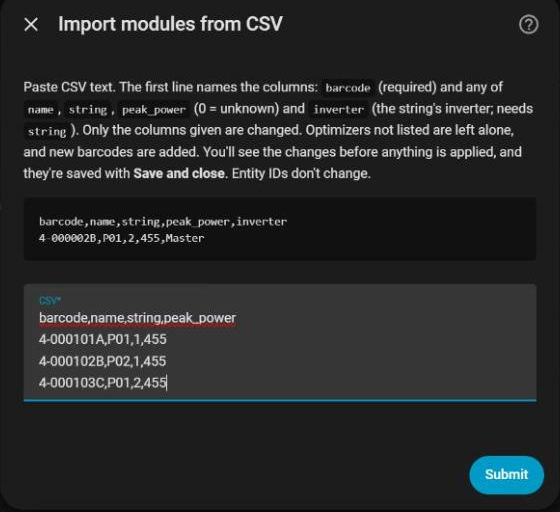 Import modules from CSV
Paste CSV text. The first line names the columns: barcode (required) and any of
name, string, peak_power (0 = unknown) and inverter (the string's inverter; needs
string). Only the columns given are changed. Optimizers not listed are left alone,
and new barcodes are added. You'll see the changes before anything is applied, and
they're saved with Save and close. Entity IDs don't change.
barcode,name,string,peak_power,inverter
4-000002B,P01,2,455,Master
CSV*
barcode,name,string,peak_power
4-000101A,P01,1,455
4-000102B,P02,1,455
4-000103C,P01,2,455
Submit